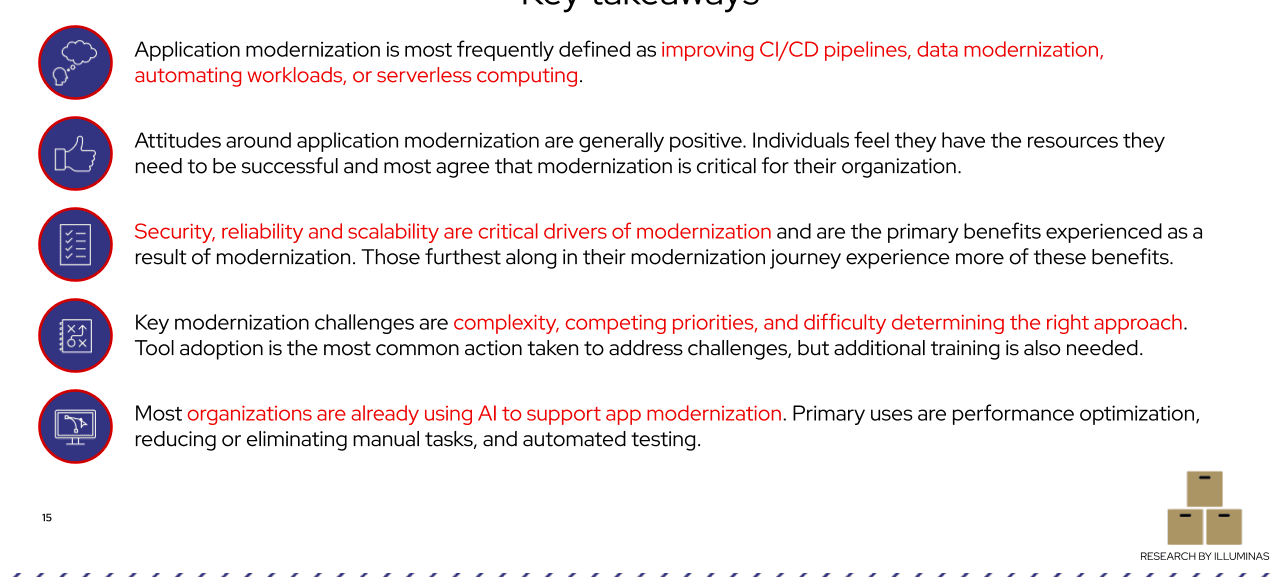 Key takeaways
Application modernization is most frequently defined as improving CI/CD pipelines, data modernization,
automating workloads, or serverless computing.
Attitudes around application modernization are generally positive. Individuals feel they have the resources they
need to be successful and most agree that modernization is critical for their organization.
Security, reliability and scalability are critical drivers of modernization and are the primary benefits experienced as a
result of modernization. Those furthest along in their modernization journey experience more of these benefits.
Key modernization challenges are complexity, competing priorities, and difficulty determining the right approach.
Tool adoption is the most common action taken to address challenges, but additional training is also needed.
Most organizations are already using AI to support app modernization. Primary uses are performance optimization,
reducing or eliminating manual tasks, and automated testing.
15
RESEARCH BY ILLUMINAS